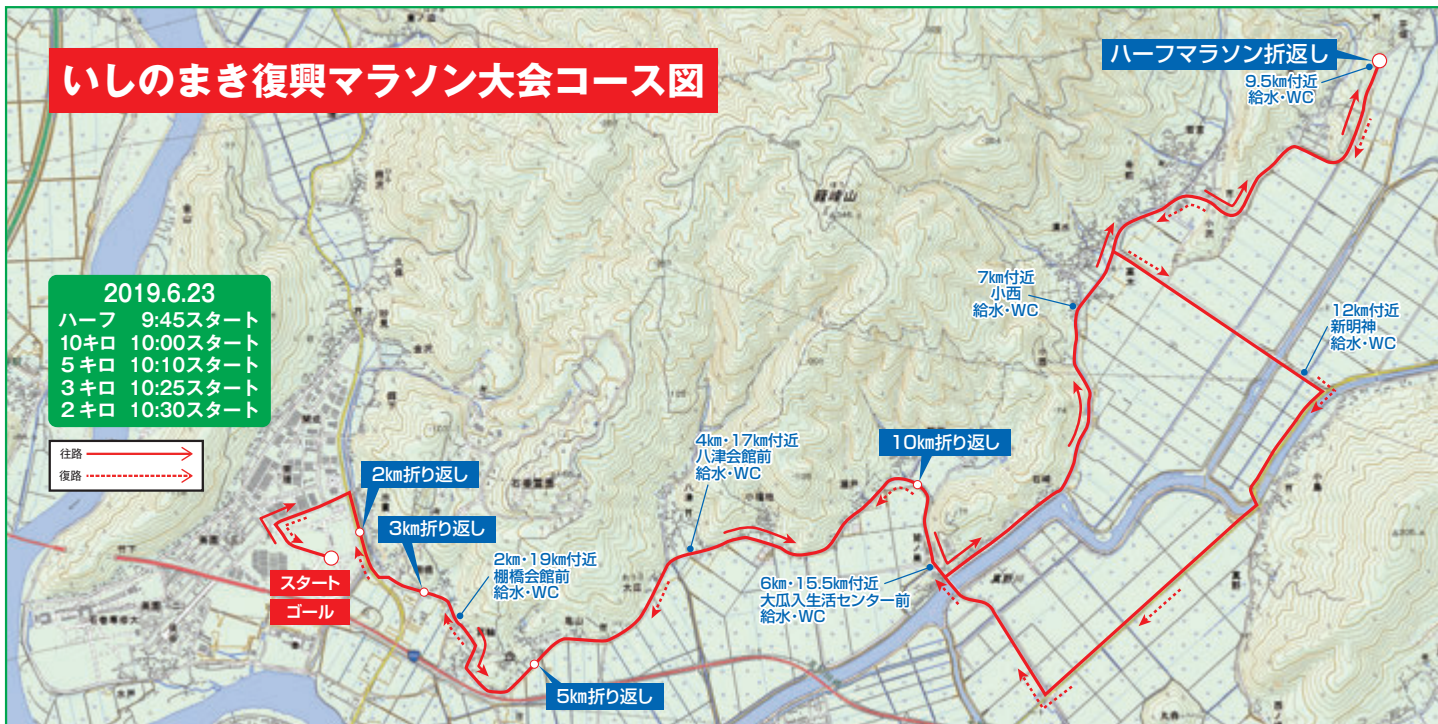 いしのまき復興マラソン大会コース図
ハーフマラソン折返し
9.5km付近
給水・WC
2019.6.23
ハーフ 9:45スタート
10キロ 10:00スタート
5キロ 10:10スタート
3キロ 10:25スタート
2キロ 10:30スタート
往路
復路
7km付近
小西
給水・WC
12km付近
新明神
給水・WC
籠峰山
4km・17km付近
八津会館前
給水・WC
10km折り返し
2km折り返し
3km折り返し
2km・19km付近
棚橋会館前
給水・WC
6km・15.5km付近
大瓜入生活センター前
給水・WC
スタート
ゴール
5km折り返し
石巻霊園
真野川